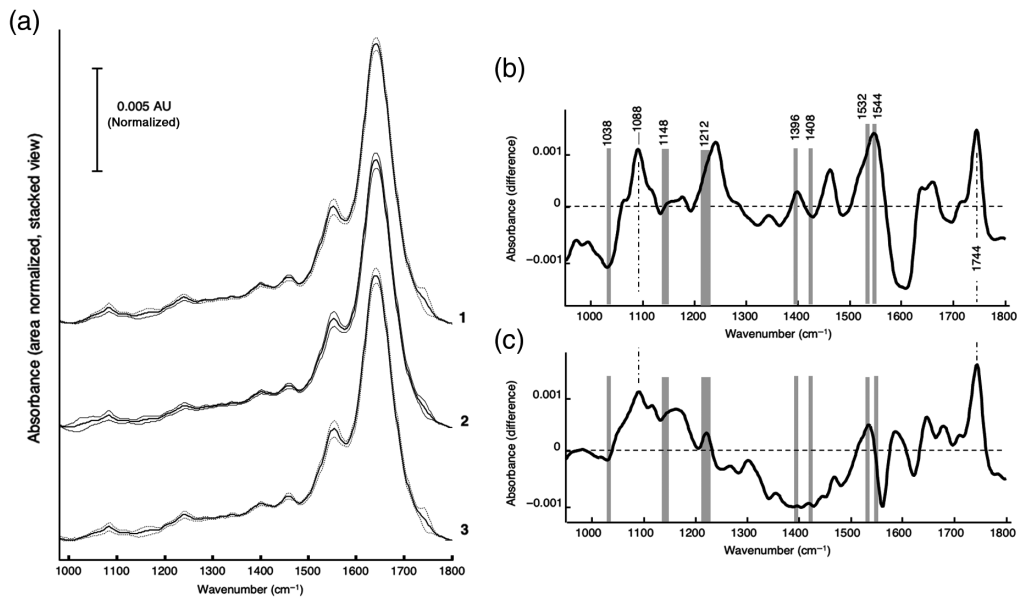 (a)
Absorbance (area normalized, stacked view)
0.005 AU
(Normalized)
1
2
3
1000 1100 1200 1300 1400 1500 1600 1700 1800
Wavenumber (cm⁻¹)
(b)
Absorbance (difference)
0.001
0
−0.001
1038
1088
1148
1212
1396
1408
1532
1544
1744
1000 1100 1200 1300 1400 1500 1600 1700 1800
Wavenumber (cm⁻¹)
(c)
Absorbance (difference)
0.001
0
−0.001
1000 1100 1200 1300 1400 1500 1600 1700 1800
Wavenumber (cm⁻¹)